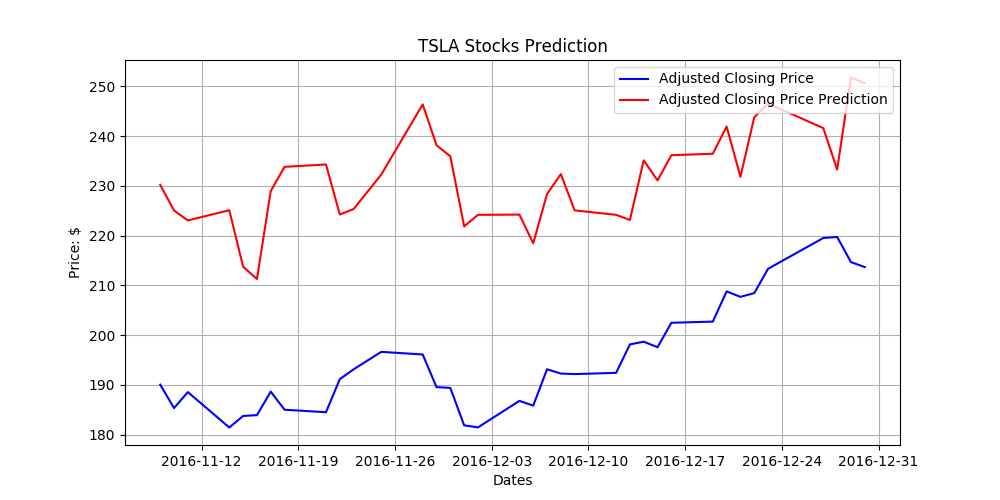 TSLA Stocks Prediction
Adjusted Closing Price
Adjusted Closing Price Prediction
Price: $
250
240
230
220
210
200
190
180
2016-11-12 2016-11-19 2016-11-26 2016-12-03 2016-12-10 2016-12-17 2016-12-24 2016-12-31
Dates